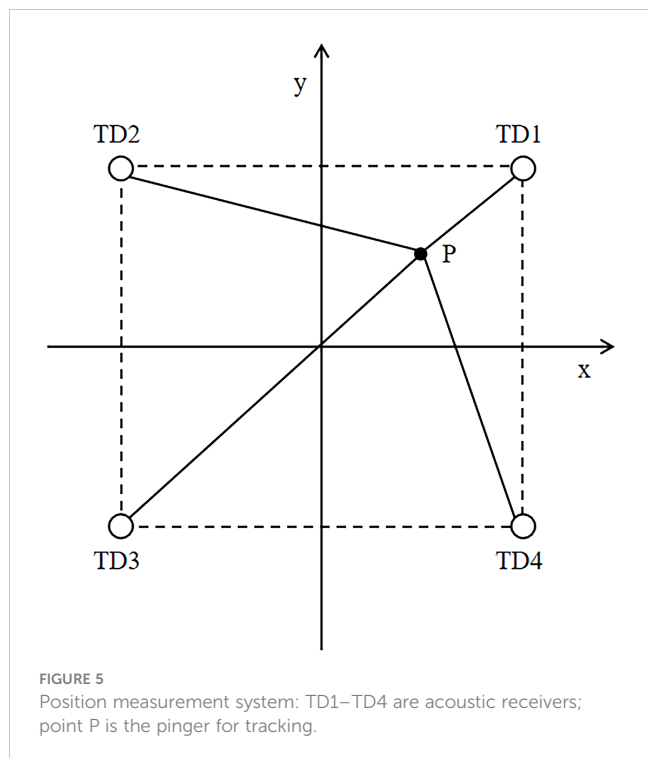 y
TD2
TD1
P
x
TD3
TD4
FIGURE 5
Position measurement system: TD1–TD4 are acoustic receivers;
point P is the pinger for tracking.